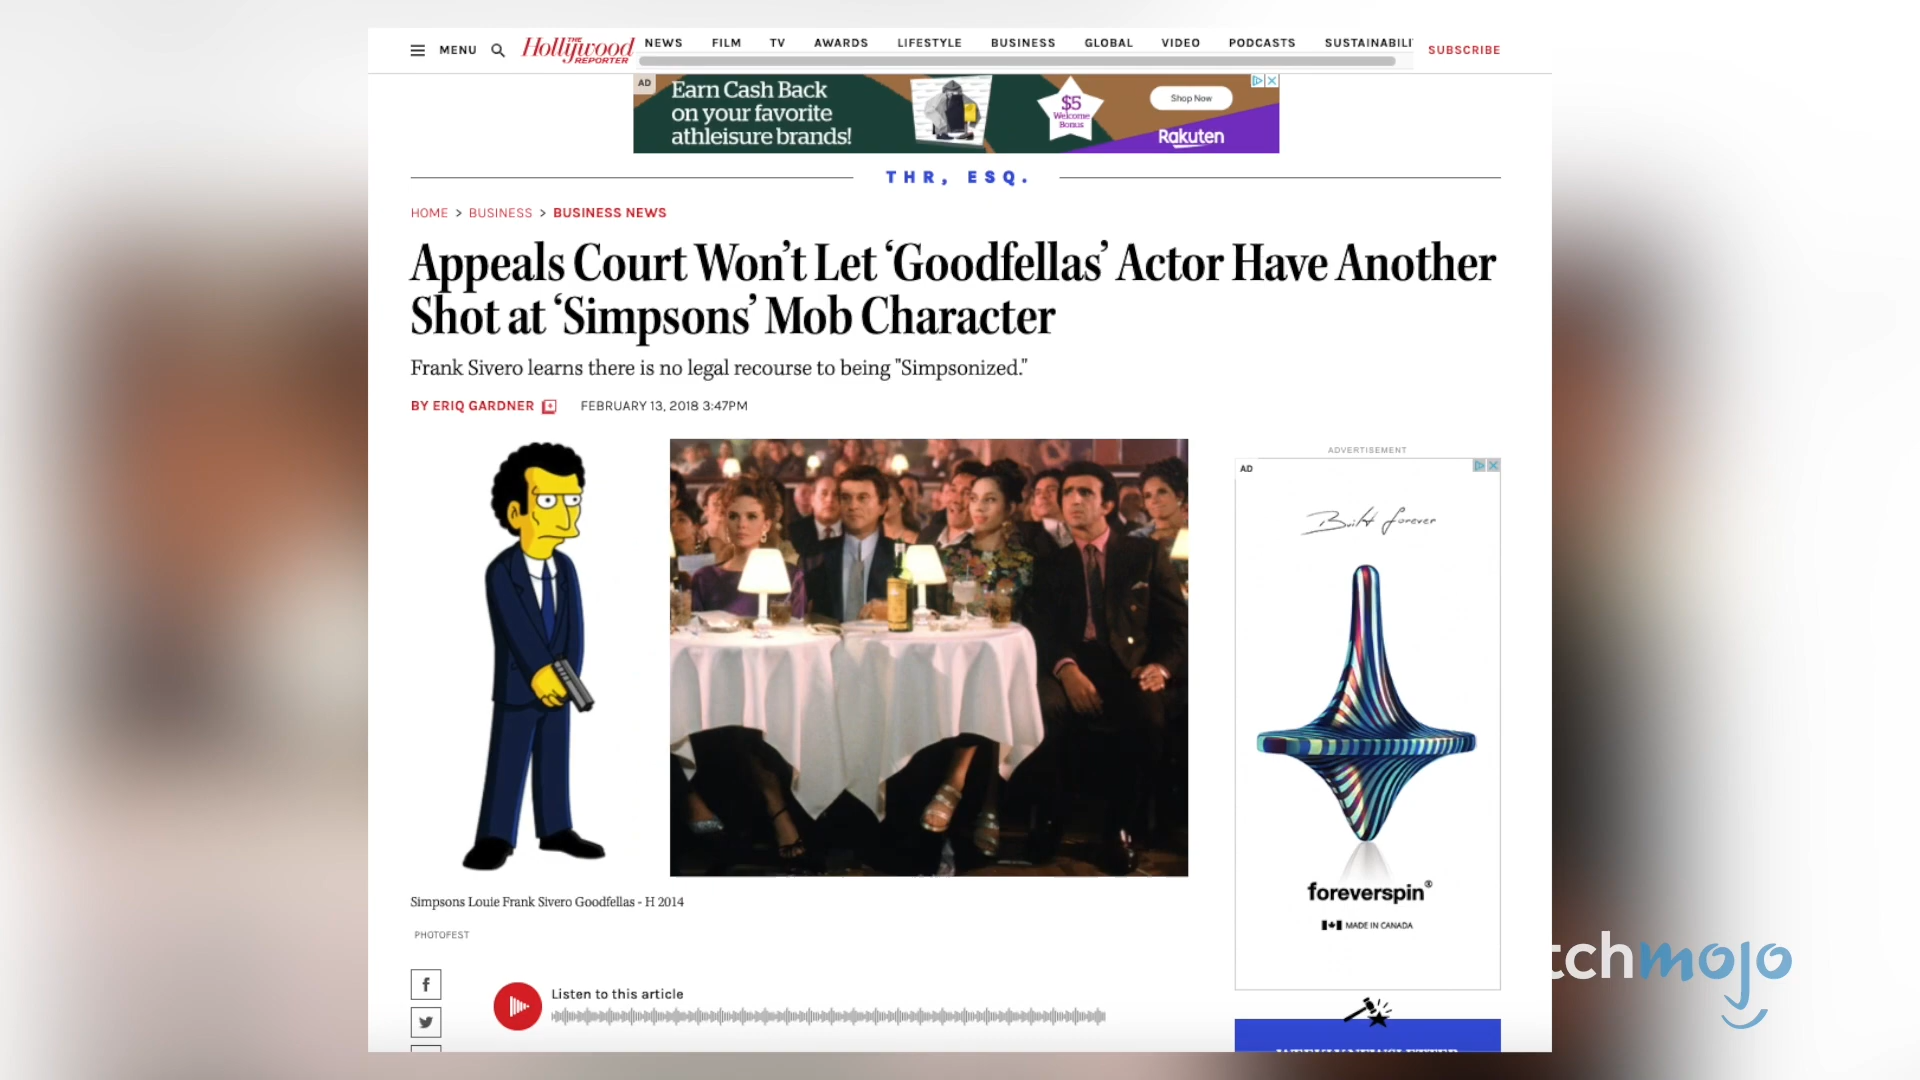 MENU
THE
Hollywood
REPORTER
NEWS FILM TV AWARDS LIFESTYLE BUSINESS GLOBAL VIDEO PODCASTS SUSTAINABILI
SUBSCRIBE
AD
Earn Cash Back
on your favorite
athleisure brands!
$5
Welcome
Bonus
Shop Now
Rakuten
THR, ESQ.
HOME > BUSINESS > BUSINESS NEWS
Appeals Court Won’t Let ‘Goodfellas’ Actor Have Another
Shot at ‘Simpsons’ Mob Character
Frank Sivero learns there is no legal recourse to being "Simpsonized."
BY ERIQ GARDNER
FEBRUARY 13, 2018 3:47PM
ADVERTISEMENT
AD
Built forever
foreverspin®
MADE IN CANADA
Simpsons Louie Frank Sivero Goodfellas - H 2014
PHOTOFEST
Listen to this article
tchmojo
WEEKLY NEWSLETTER